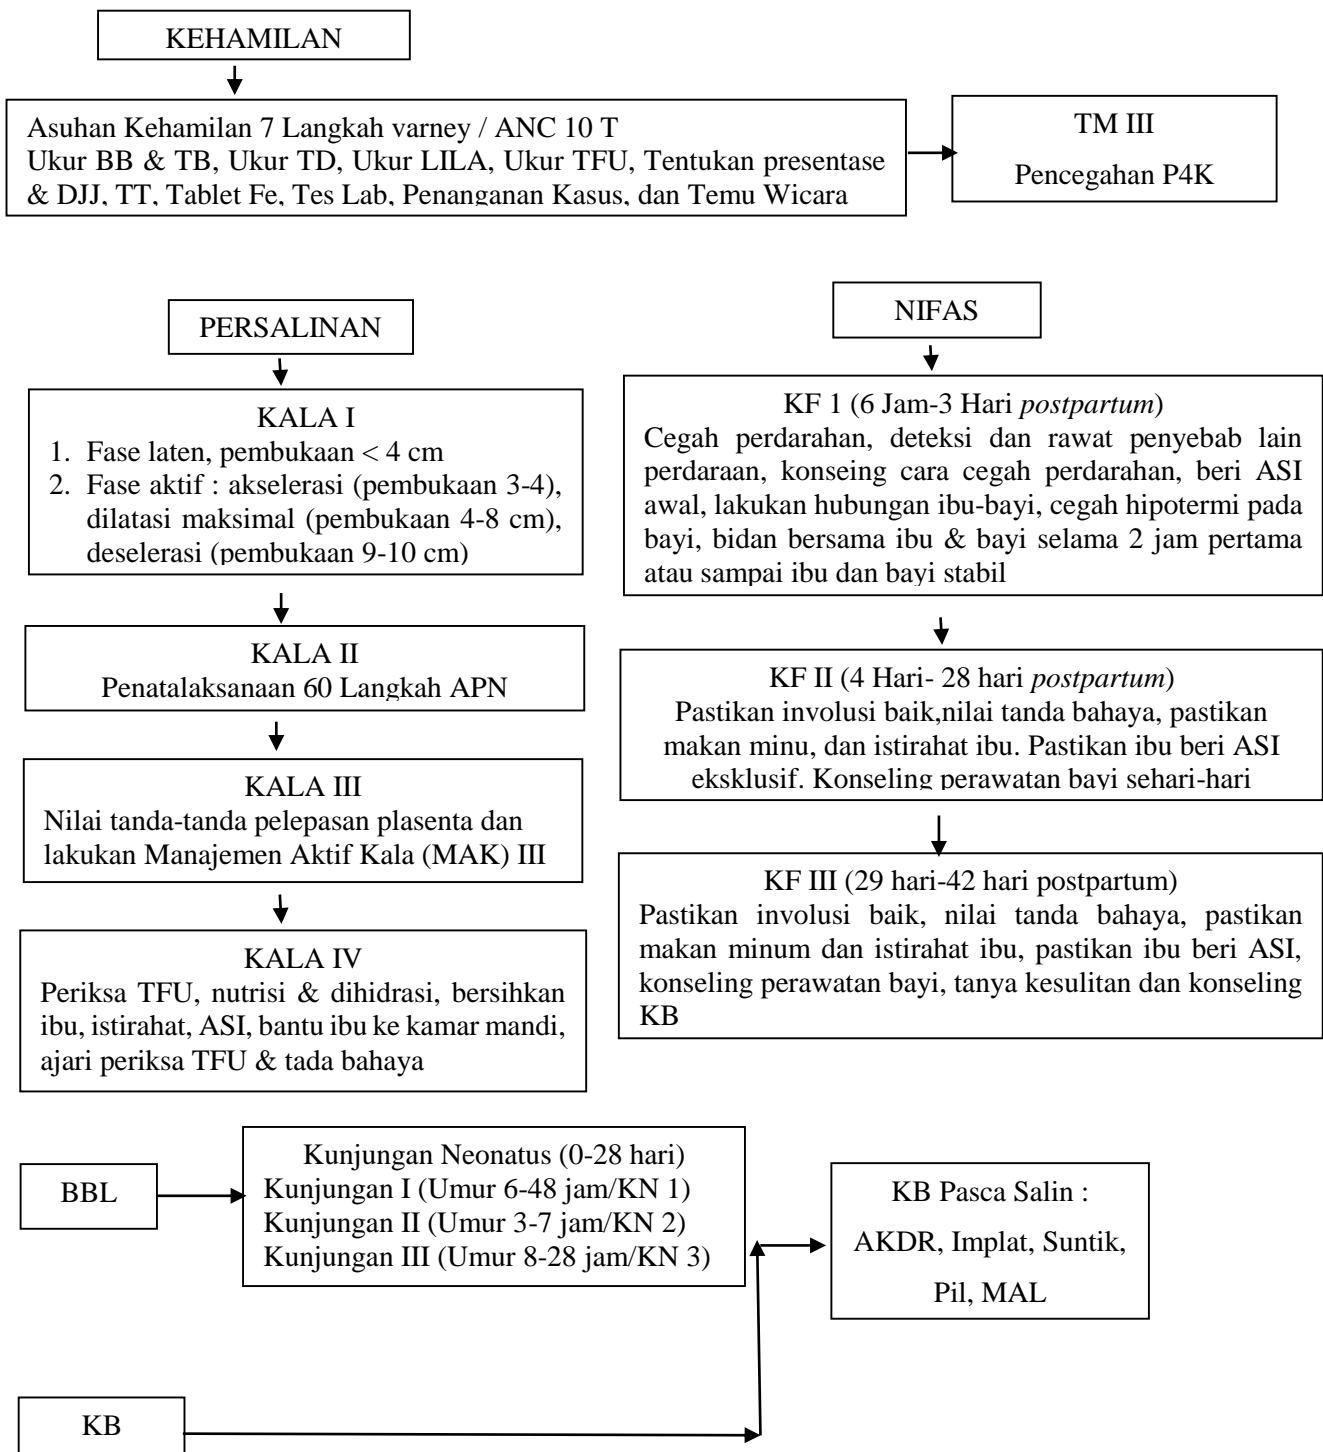 KEHAMILAN
Asuhan Kehamilan 7 Langkah varney / ANC 10 T
Ukur BB & TB, Ukur TD, Ukur LILA, Ukur TFU, Tentukan presentase
& DJJ, TT, Tablet Fe, Tes Lab, Penanganan Kasus, dan Temu Wicara
TM III
Pencegahan P4K
PERSALINAN
KALA I
1. Fase laten, pembukaan < 4 cm
2. Fase aktif : akselerasi (pembukaan 3-4),
dilatasi maksimal (pembukaan 4-8 cm),
deselerasi (pembukaan 9-10 cm)
KALA II
Penatalaksanaan 60 Langkah APN
KALA III
Nilai tanda-tanda pelepasan plasenta dan
lakukan Manajemen Aktif Kala (MAK) III
KALA IV
Periksa TFU, nutrisi & dihidrasi, bersihkan
ibu, istirahat, ASI, bantu ibu ke kamar mandi,
ajari periksa TFU & tada bahaya
NIFAS
KF 1 (6 Jam-3 Hari postpartum)
Cegah perdarahan, deteksi dan rawat penyebab lain
perdaraan, konseing cara cegah perdarahan, beri ASI
awal, lakukan hubungan ibu-bayi, cegah hipotermi pada
bayi, bidan bersama ibu & bayi selama 2 jam pertama
atau sampai ibu dan bayi stabil
KF II (4 Hari- 28 hari postpartum)
Pastikan involusi baik,nilai tanda bahaya, pastikan
makan minu, dan istirahat ibu. Pastikan ibu beri ASI
eksklusif. Konseling perawatan bayi sehari-hari
KF III (29 hari-42 hari postpartum)
Pastikan involusi baik, nilai tanda bahaya, pastikan
makan minum dan istirahat ibu, pastikan ibu beri ASI,
konseling perawatan bayi, tanya kesulitan dan konseling
KB
BBL
Kunjungan Neonatus (0-28 hari)
Kunjungan I (Umur 6-48 jam/KN 1)
Kunjungan II (Umur 3-7 jam/KN 2)
Kunjungan III (Umur 8-28 jam/KN 3)
KB Pasca Salin :
AKDR, Implat, Suntik,
Pil, MAL
KB